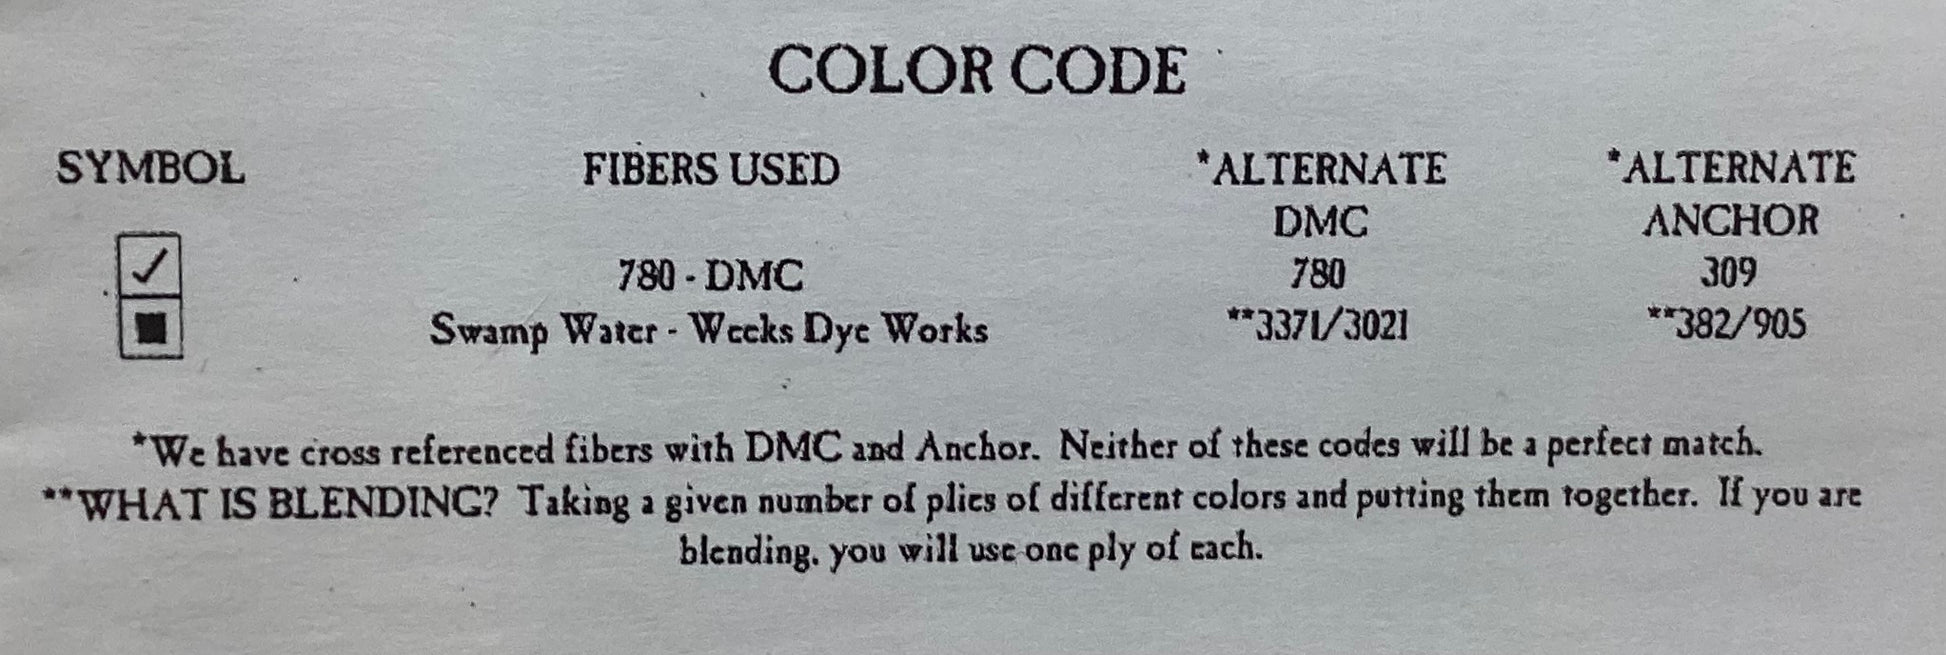 COLOR CODE
SYMBOL FIBERS USED *ALTERNATE *ALTERNATE
DMC ANCHOR
✓ 780 - DMC 780 309
■ Swamp Water - Weeks Dye Works **3371/3021 **382/905
*We have cross referenced fibers with DMC and Anchor. Neither of these codes will be a perfect match.
**WHAT IS BLENDING? Taking a given number of plies of different colors and putting them together. If you are
blending, you will use one ply of each.